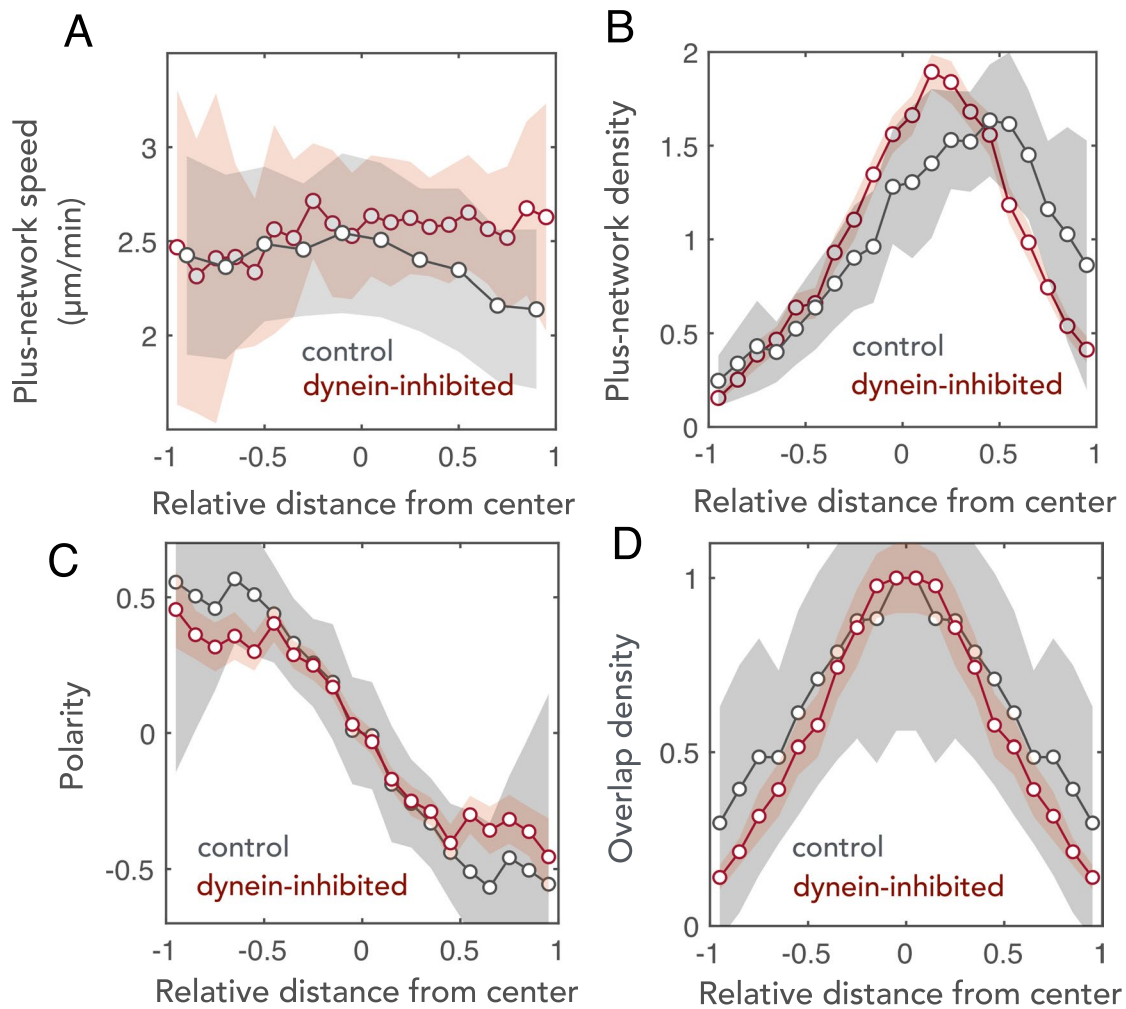 A
Plus-network speed
(µm/min)
3
2.5
2
control
dynein-inhibited
-1 -0.5 0 0.5 1
Relative distance from center
B
Plus-network density
2
1.5
1
0.5
0
control
dynein-inhibited
-1 -0.5 0 0.5 1
Relative distance from center
C
Polarity
0.5
0
-0.5
control
dynein-inhibited
-1 -0.5 0 0.5 1
Relative distance from center
D
Overlap density
1
0.5
0
control
dynein-inhibited
-1 -0.5 0 0.5 1
Relative distance from center